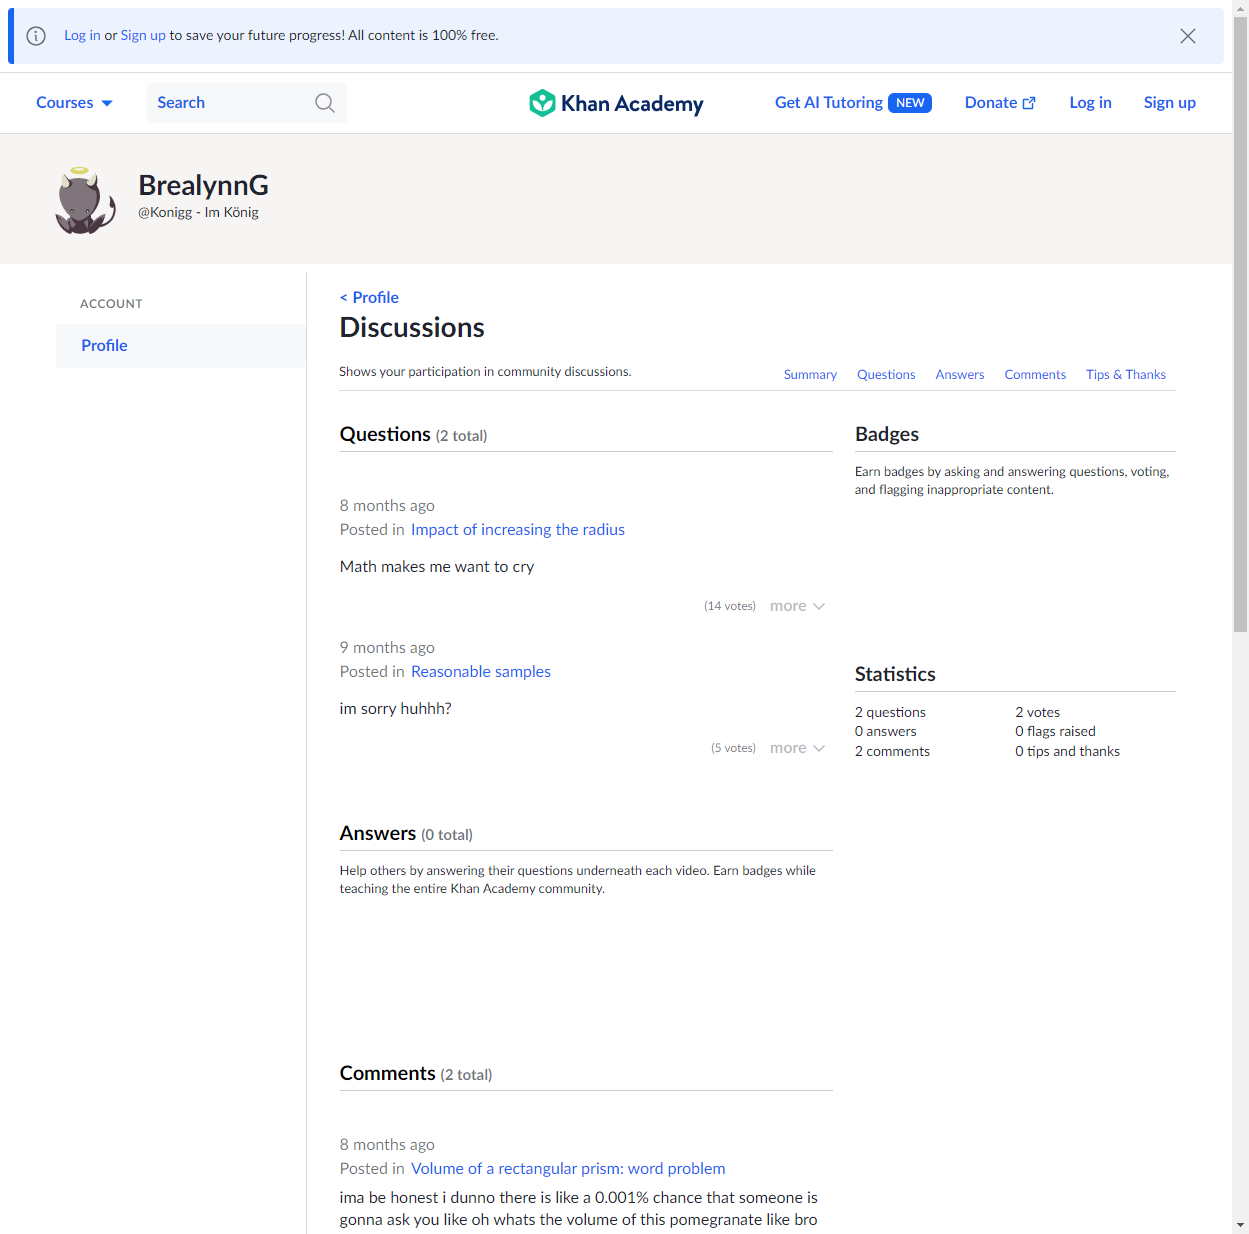 Log in or Sign up to save your future progress! All content is 100% free.
Courses
Search
Khan Academy
Get AI Tutoring NEW
Donate
Log in
Sign up
BrealynnG
@Konigg - Im König
ACCOUNT
Profile
< Profile
Discussions
Shows your participation in community discussions.
Summary
Questions
Answers
Comments
Tips & Thanks
Questions (2 total)
8 months ago
Posted in Impact of increasing the radius
Math makes me want to cry
(14 votes) more
9 months ago
Posted in Reasonable samples
im sorry huhhh?
(5 votes) more
Answers (0 total)
Help others by answering their questions underneath each video. Earn badges while
teaching the entire Khan Academy community.
Comments (2 total)
8 months ago
Posted in Volume of a rectangular prism: word problem
ima be honest i dunno there is like a 0.001% chance that someone is
gonna ask you like oh whats the volume of this pomegranate like bro
Badges
Earn badges by asking and answering questions, voting,
and flagging inappropriate content.
Statistics
2 questions
2 votes
0 answers
0 flags raised
2 comments
0 tips and thanks